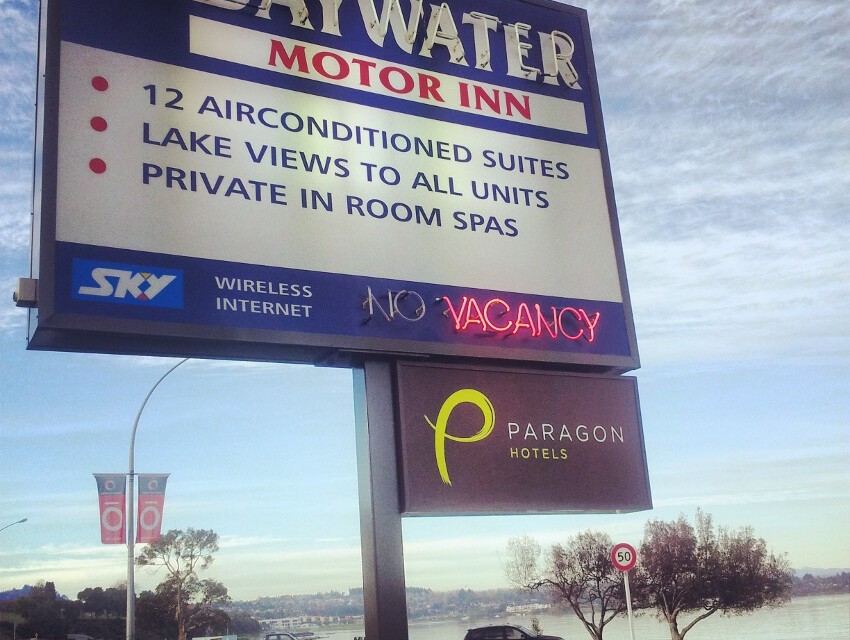 BAYWATER
MOTOR INN
12 AIRCONDITIONED SUITES
LAKE VIEWS TO ALL UNITS
PRIVATE IN ROOM SPAS
SKY
WIRELESS
INTERNET
NO VACANCY
PARAGON
HOTELS
50